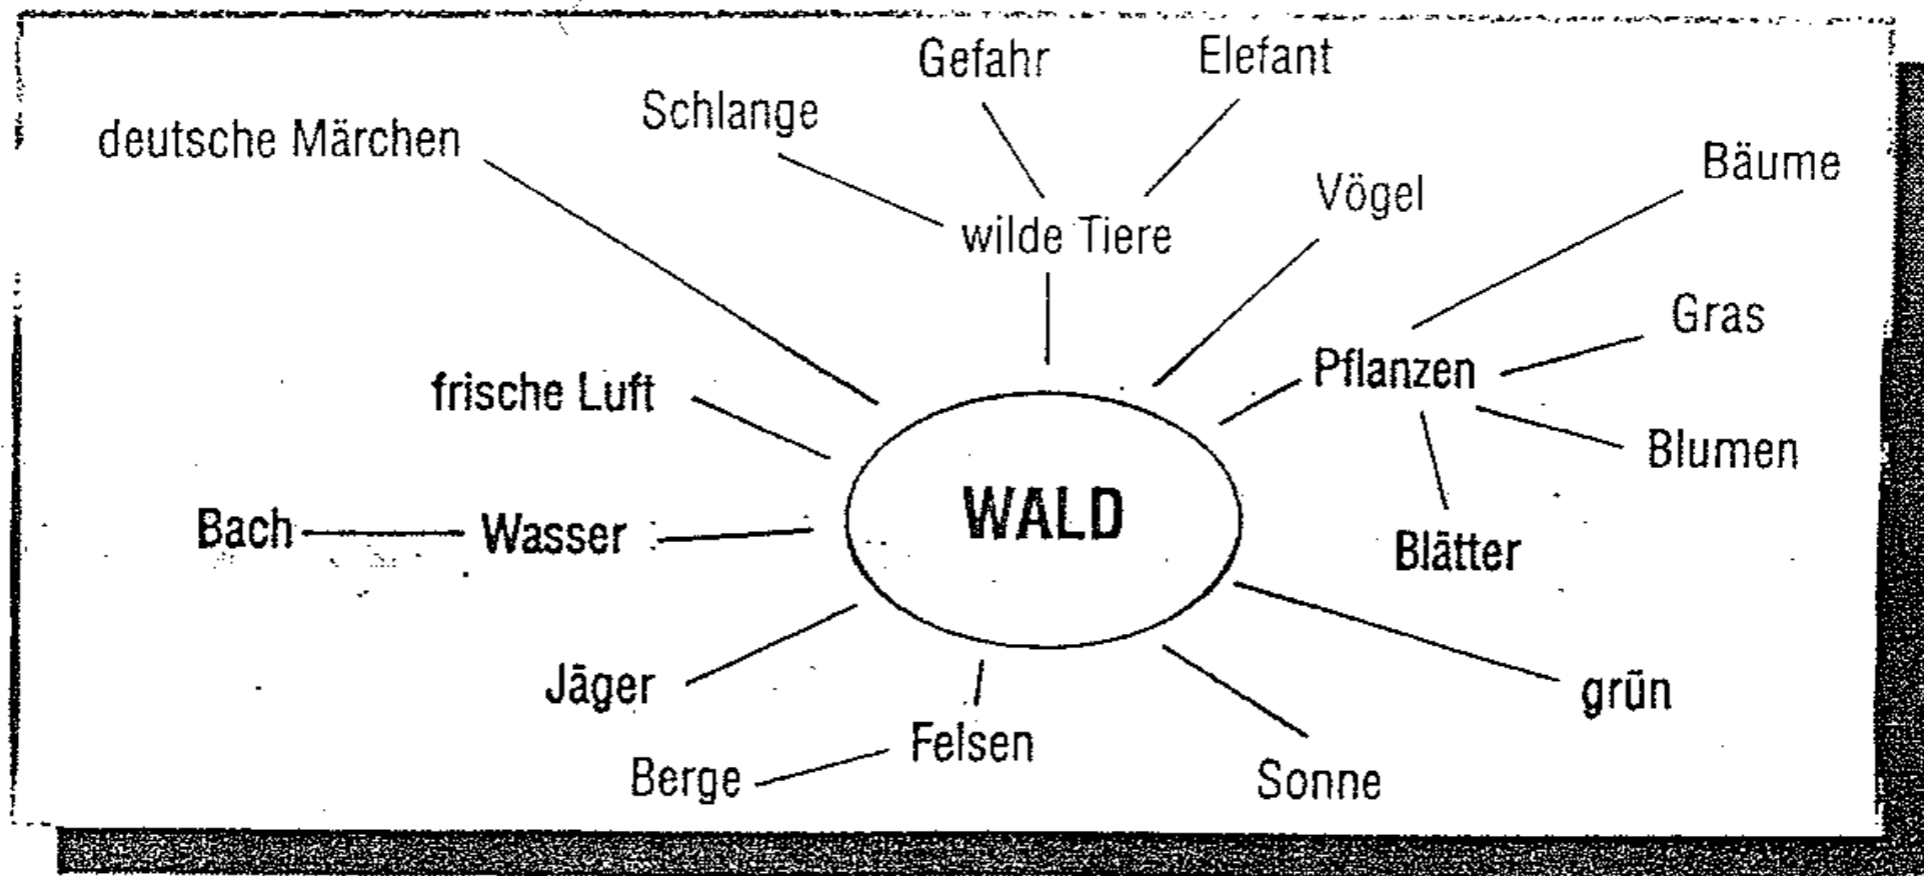 Gefahr
Elefant
Schlange
deutsche Märchen
Bäume
Vögel
wilde Tiere
Gras
Pflanzen
frische Luft
Blumen
WALD
Bach
Wasser
Blätter
Jäger
grün
Felsen
Berge
Sonne